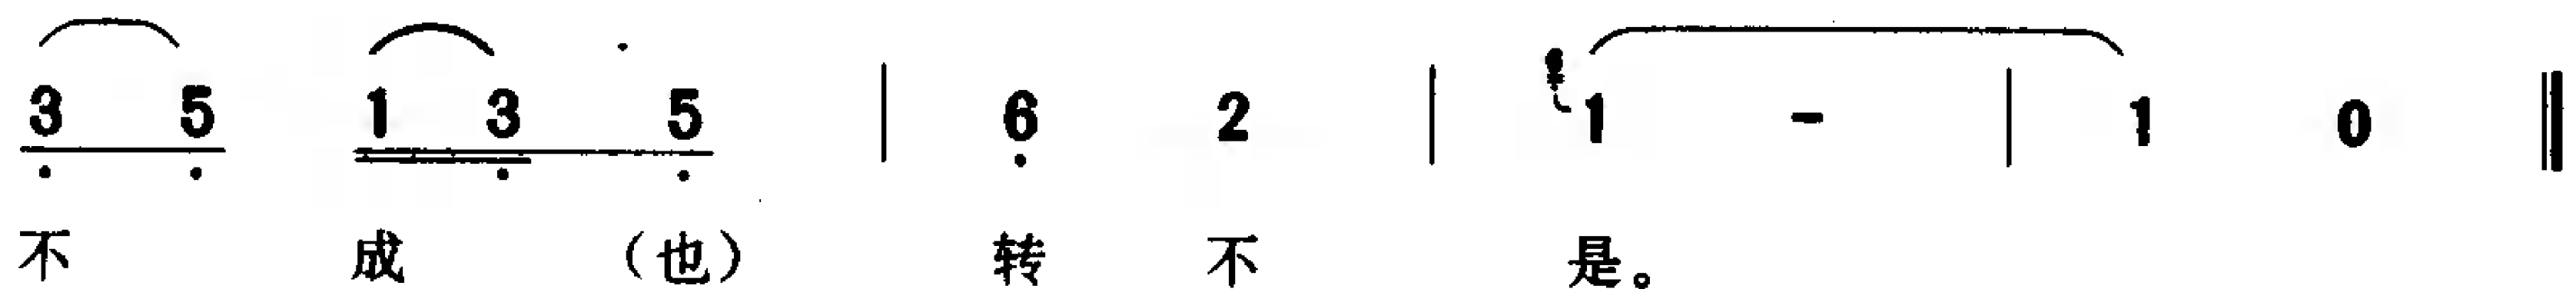 3 5 1 3 5 | 6 2 | 1 - | 1 0 ‖
不 成 （也） 转 不 是。